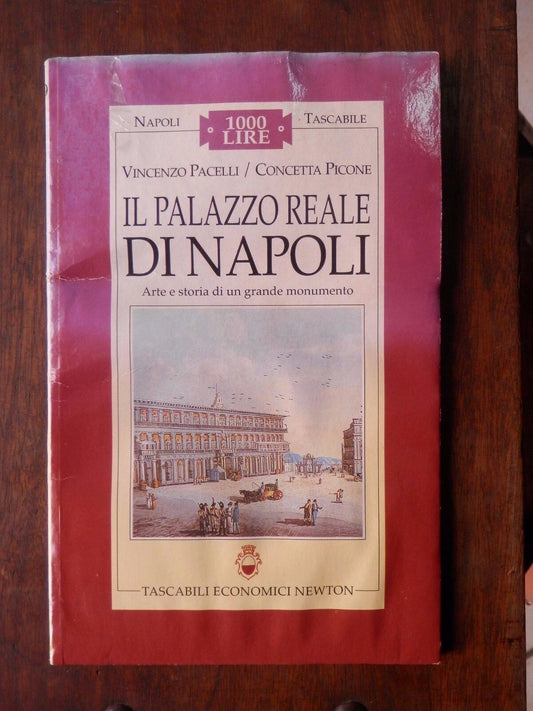 NAPOLI 1000 LIRE TASCABILE
VINCENZO PACELLI / CONCETTA PICONE
IL PALAZZO REALE
DI NAPOLI
Arte e storia di un grande monumento
TASCABILI ECONOMICI NEWTON